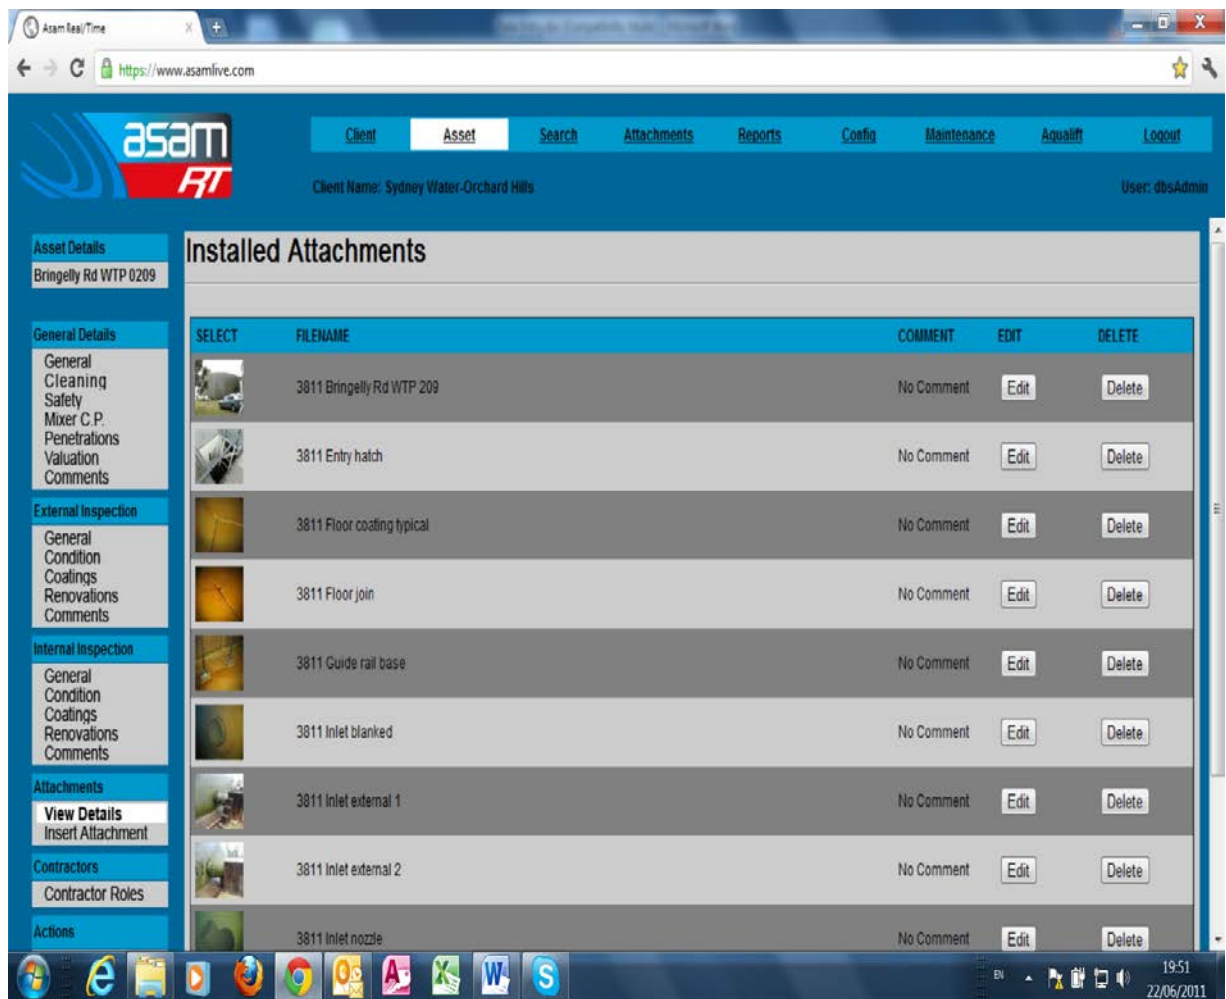 Asam Real/Time
https://www.asamlive.com
asam
RT
Client Asset Search Attachments Reports Config Maintenance Aqualift Logout
Client Name: Sydney Water-Orchard Hills User: dbsAdmin
Asset Details
Bringelly Rd WTP 0209
General Details
General
Cleaning
Safety
Mixer C.P.
Penetrations
Valuation
Comments
External Inspection
General
Condition
Coatings
Renovations
Comments
Internal Inspection
General
Condition
Coatings
Renovations
Comments
Attachments
View Details
Insert Attachment
Contractors
Contractor Roles
Actions
Installed Attachments
SELECT FILENAME COMMENT EDIT DELETE
3811 Bringelly Rd WTP 209 No Comment Edit Delete
3811 Entry hatch No Comment Edit Delete
3811 Floor coating typical No Comment Edit Delete
3811 Floor join No Comment Edit Delete
3811 Guide rail base No Comment Edit Delete
3811 Inlet blanked No Comment Edit Delete
3811 Inlet external 1 No Comment Edit Delete
3811 Inlet external 2 No Comment Edit Delete
3811 Inlet nozzle No Comment Edit Delete
EN
19:51
22/06/2011